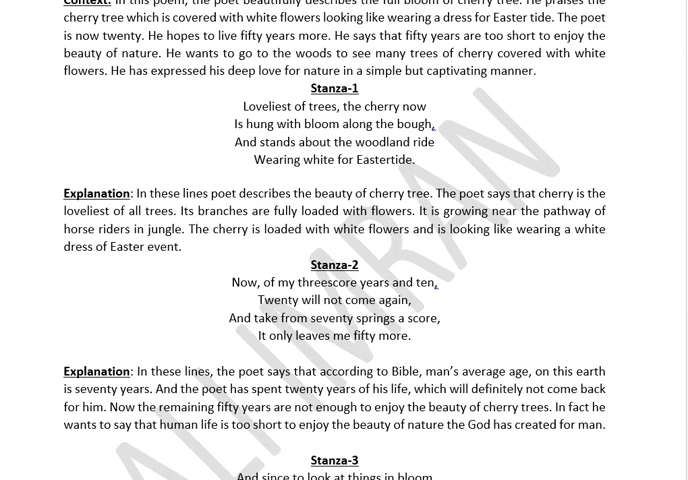 Context: In this poem, the poet beautifully describes the full bloom of cherry tree. He praises the
cherry tree which is covered with white flowers looking like wearing a dress for Easter tide. The poet
is now twenty. He hopes to live fifty years more. He says that fifty years are too short to enjoy the
beauty of nature. He wants to go to the woods to see many trees of cherry covered with white
flowers. He has expressed his deep love for nature in a simple but captivating manner.
Stanza-1
Loveliest of trees, the cherry now
Is hung with bloom along the bough,
And stands about the woodland ride
Wearing white for Eastertide.
Explanation: In these lines poet describes the beauty of cherry tree. The poet says that cherry is the
loveliest of all trees. Its branches are fully loaded with flowers. It is growing near the pathway of
horse riders in jungle. The cherry is loaded with white flowers and is looking like wearing a white
dress of Easter event.
Stanza-2
Now, of my threescore years and ten,
Twenty will not come again,
And take from seventy springs a score,
It only leaves me fifty more.
Explanation: In these lines, the poet says that according to Bible, man's average age, on this earth
is seventy years. And the poet has spent twenty years of his life, which will definitely not come back
for him. Now the remaining fifty years are not enough to enjoy the beauty of cherry trees. In fact he
wants to say that human life is too short to enjoy the beauty of nature the God has created for man.
Stanza-3
And since to look at things in bloom
ALI IMRAN